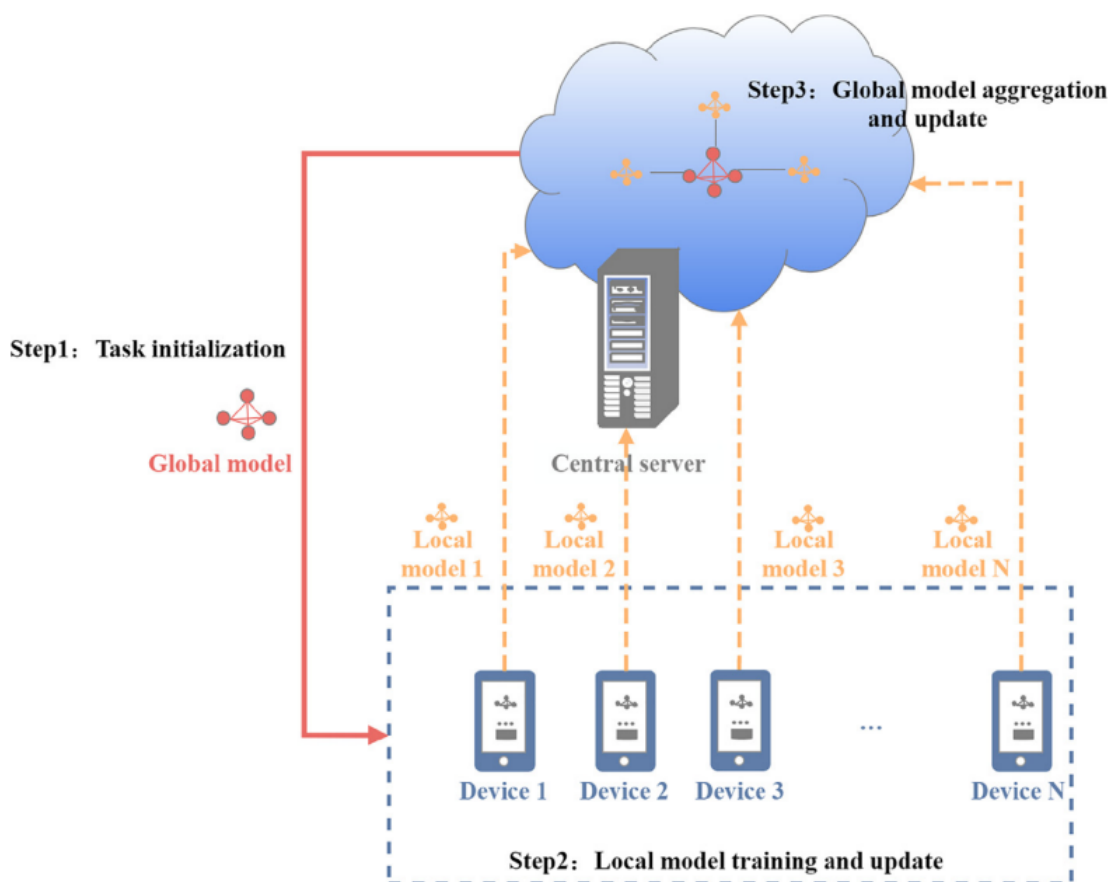 Step3：Global model aggregation
and update
Step1：Task initialization
Global model
Central server
Local
model 1
Local
model 2
Local
model 3
Local
model N
...
Device 1
Device 2
Device 3
Device N
Step2：Local model training and update